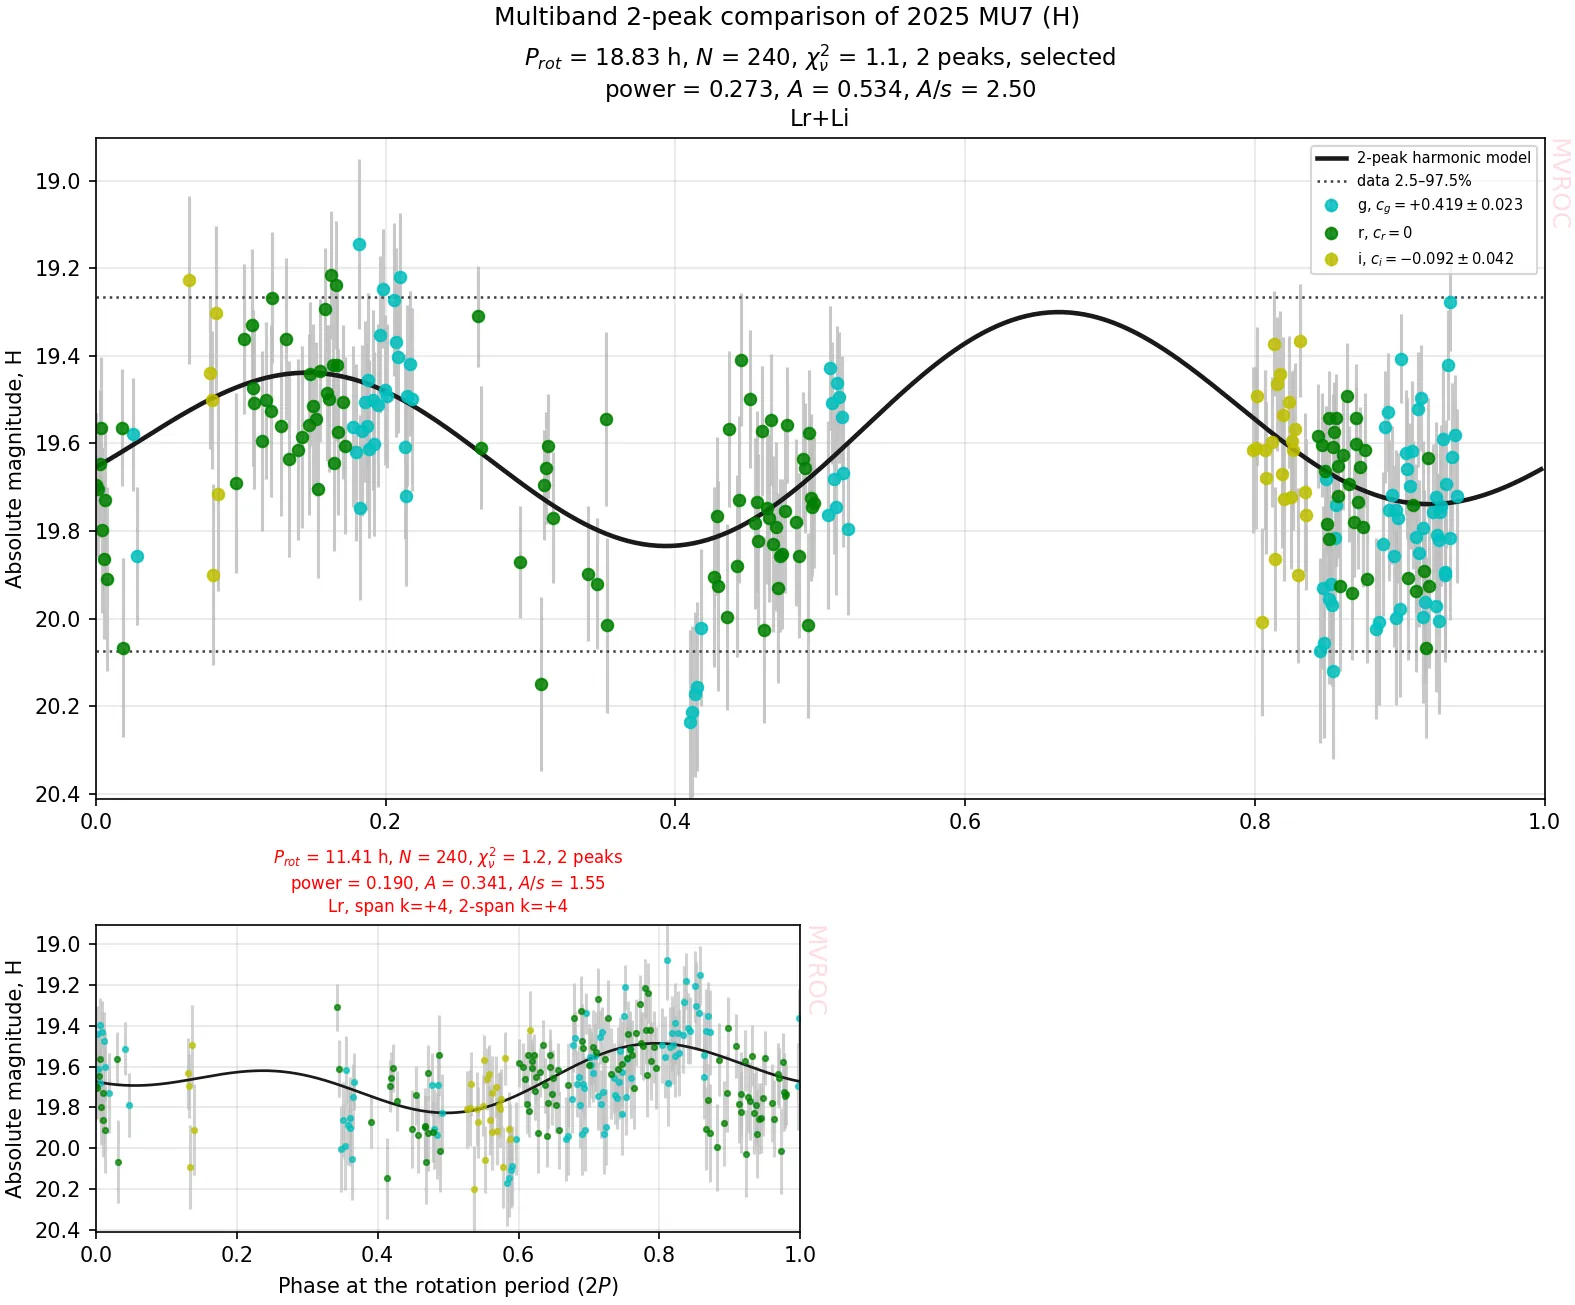 Multiband 2-peak comparison of 2025 MU7 (H)
P_rot = 18.83 h, N = 240, χ²_ν = 1.1, 2 peaks, selected
power = 0.273, A = 0.534, A/s = 2.50
Lr+Li
2-peak harmonic model
data 2.5–97.5%
g, c_g = +0.419 ± 0.023
r, c_r = 0
i, c_i = −0.092 ± 0.042
MVROC
Absolute magnitude, H
19.0
19.2
19.4
19.6
19.8
20.0
20.2
20.4
0.0 0.2 0.4 0.6 0.8 1.0
P_rot = 11.41 h, N = 240, χ²_ν = 1.2, 2 peaks
power = 0.190, A = 0.341, A/s = 1.55
Lr, span k=+4, 2-span k=+4
MVROC
Absolute magnitude, H
19.0
19.2
19.4
19.6
19.8
20.0
20.2
20.4
0.0 0.2 0.4 0.6 0.8 1.0
Phase at the rotation period (2P)